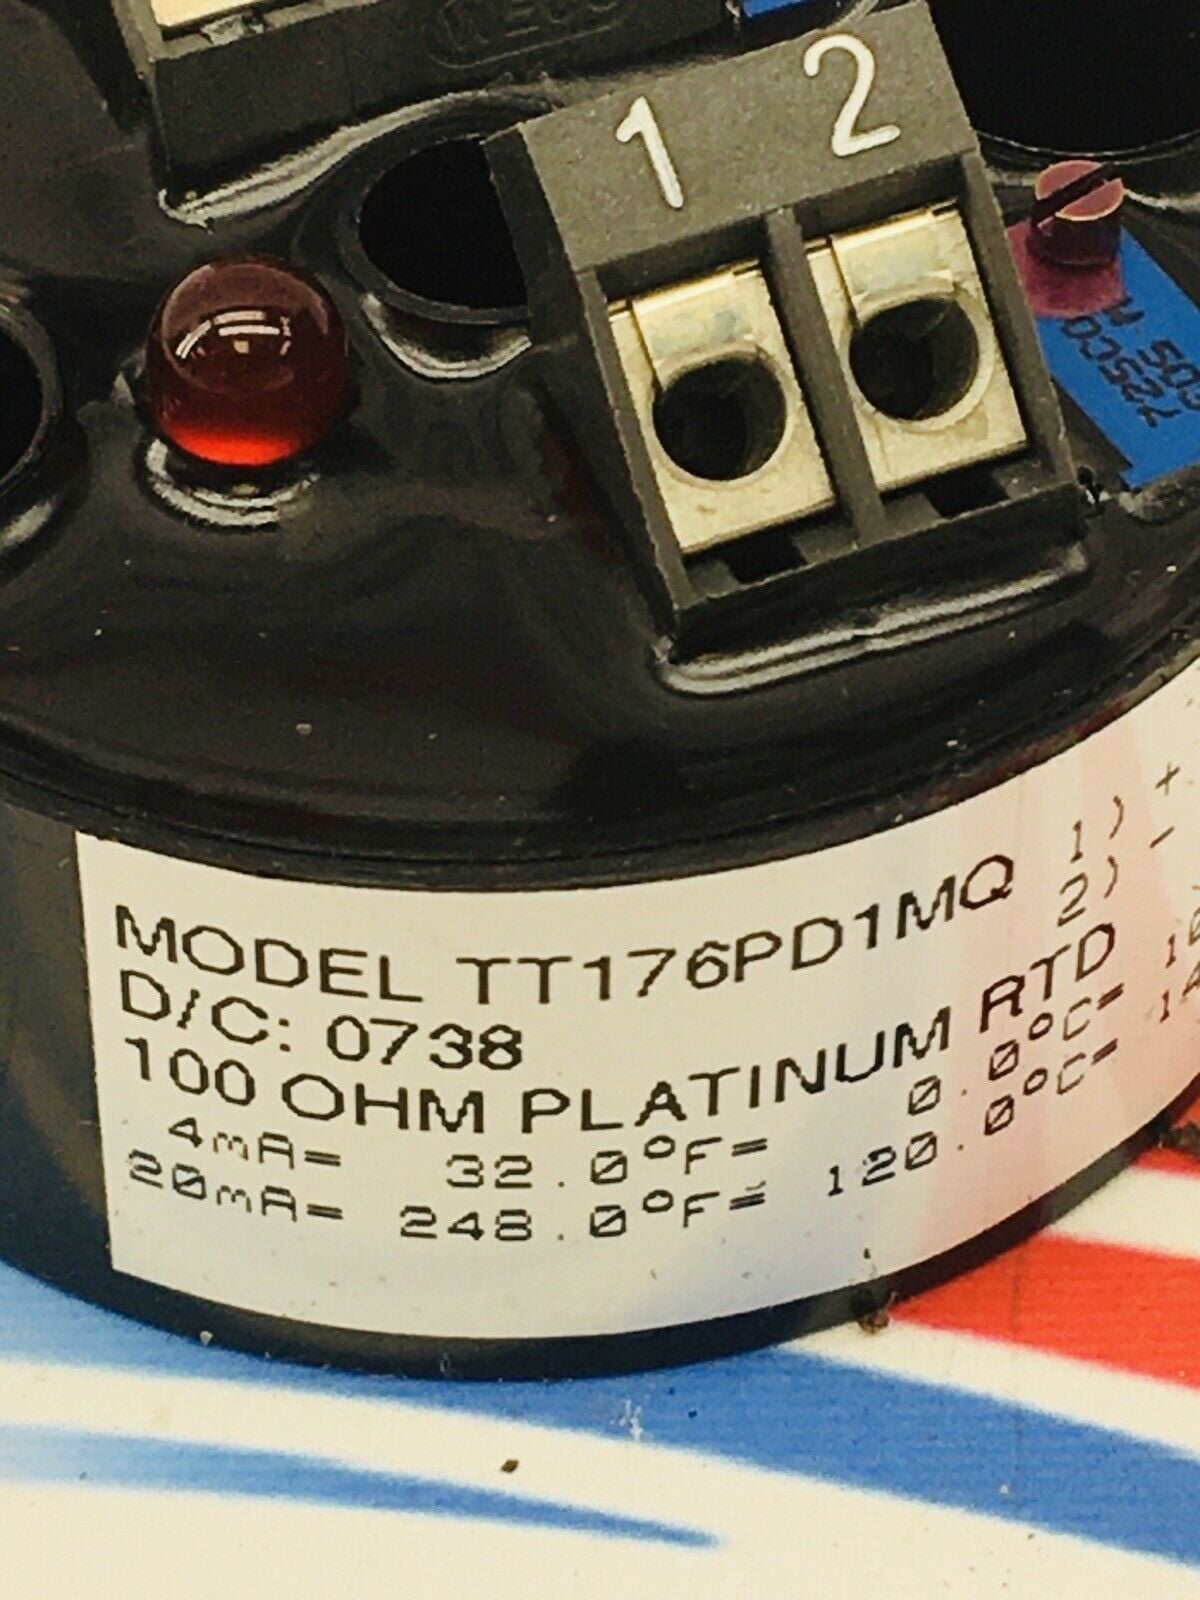 1 2
MODEL TT176PD1MQ 1) +
D/C: 0738 2) -
100 OHM PLATINUM RTD
4mA= 32.0°F= 0.0°C=
20mA= 248.0°F= 120.0°C=